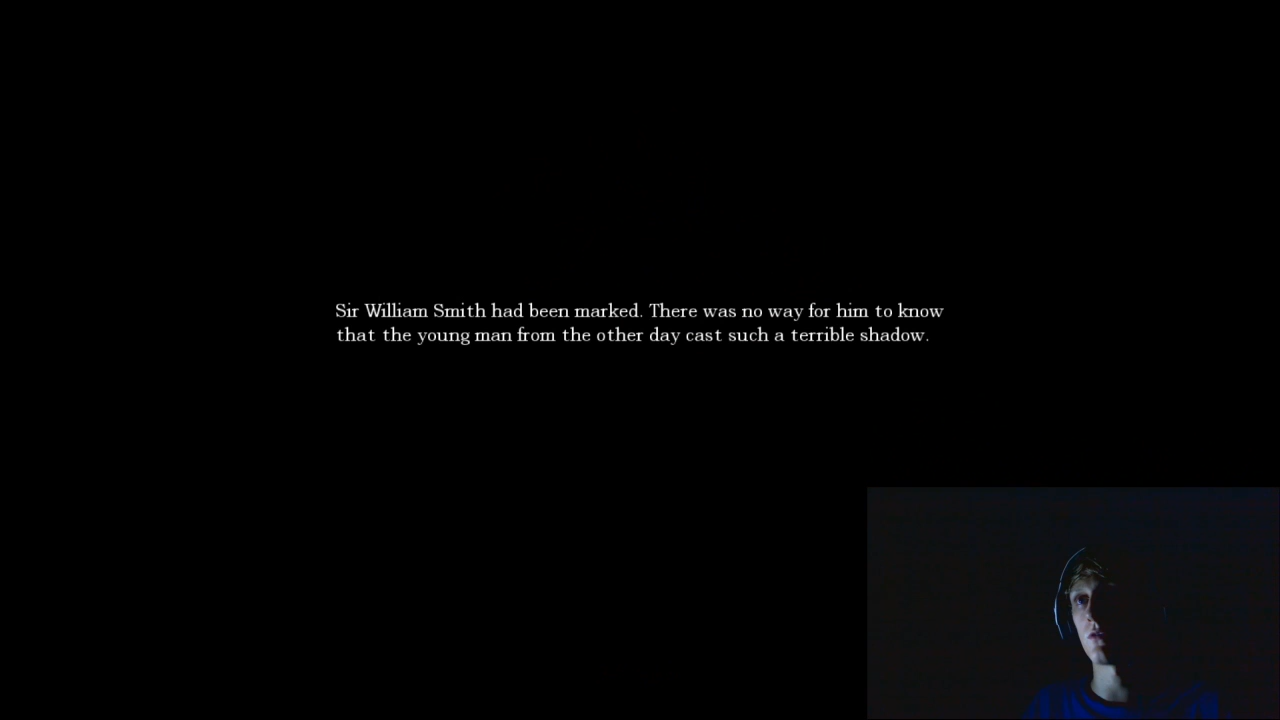 Sir William Smith had been marked. There was no way for him to know
that the young man from the other day cast such a terrible shadow.